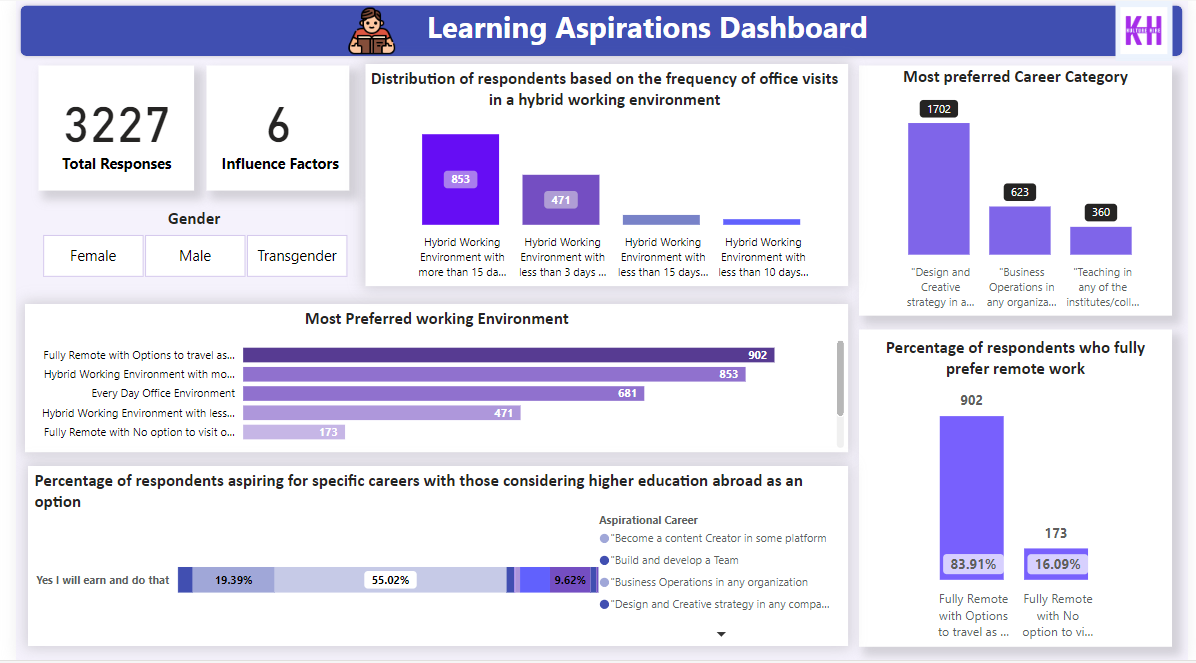 Learning Aspirations Dashboard
KH
KULTURE HIRE
3227
Total Responses
6
Influence Factors
Gender
Female
Male
Transgender
Distribution of respondents based on the frequency of office visits
in a hybrid working environment
853
471
Hybrid Working
Environment with
more than 15 da...
Hybrid Working
Environment with
less than 3 days ...
Hybrid Working
Environment with
less than 15 days...
Hybrid Working
Environment with
less than 10 days...
Most preferred Career Category
1702
623
360
"Design and
Creative
strategy in a...
"Business
Operations in
any organiza...
"Teaching in
any of the
institutes/coll...
Most Preferred working Environment
Fully Remote with Options to travel as...
902
Hybrid Working Environment with mo...
853
Every Day Office Environment
681
Hybrid Working Environment with less...
471
Fully Remote with No option to visit o...
173
Percentage of respondents who fully
prefer remote work
902
173
83.91%
16.09%
Fully Remote
with Options
to travel as ...
Fully Remote
with No
option to vi...
Percentage of respondents aspiring for specific careers with those considering higher education abroad as an
option
Yes I will earn and do that
19.39%
55.02%
9.62%
Aspirational Career
"Become a content Creator in some platform
"Build and develop a Team
"Business Operations in any organization
"Design and Creative strategy in any compa...